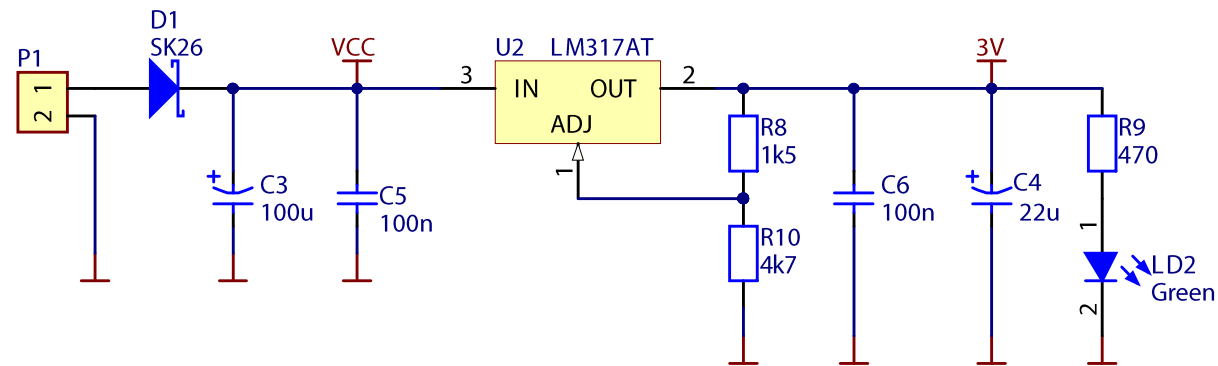 D1
SK26
P1
1
2
VCC
C3
100u
C5
100n
U2 LM317AT
3
IN
OUT
ADJ
2
1
R8
1k5
R10
4k7
C6
100n
3V
C4
22u
R9
470
1
LD2
Green
2